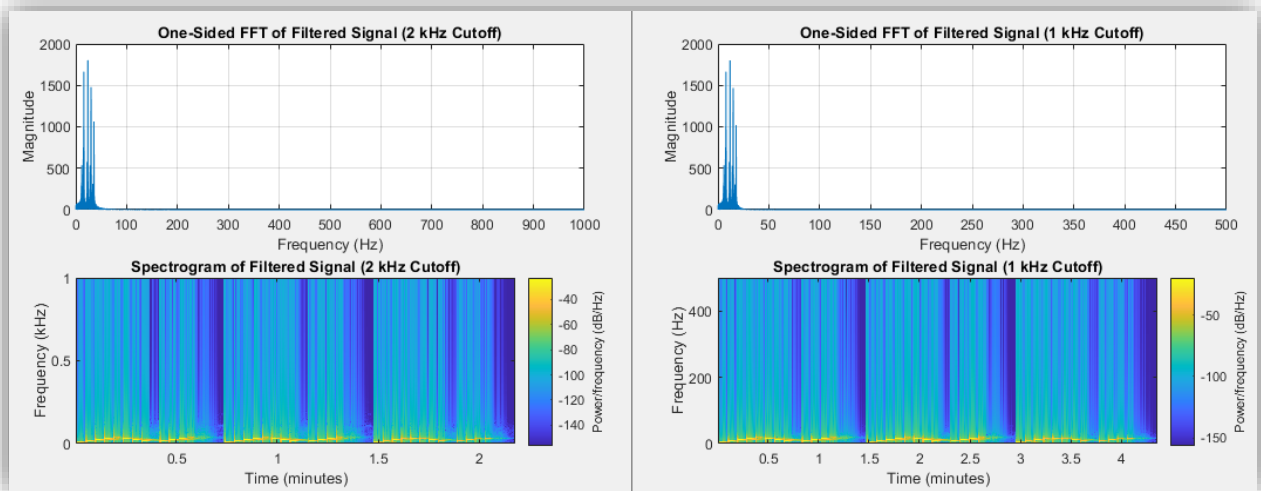 One-Sided FFT of Filtered Signal (2 kHz Cutoff)
2000
1500
1000
500
0
Magnitude
0 100 200 300 400 500 600 700 800 900 1000
Frequency (Hz)
Spectrogram of Filtered Signal (2 kHz Cutoff)
1
0.5
0
Frequency (kHz)
0.5 1 1.5 2
Time (minutes)
-40
-60
-80
-100
-120
-140
Power/frequency (dB/Hz)
One-Sided FFT of Filtered Signal (1 kHz Cutoff)
2000
1500
1000
500
0
Magnitude
0 50 100 150 200 250 300 350 400 450 500
Frequency (Hz)
Spectrogram of Filtered Signal (1 kHz Cutoff)
400
200
0
Frequency (Hz)
0.5 1 1.5 2 2.5 3 3.5 4
Time (minutes)
-50
-100
-150
Power/frequency (dB/Hz)